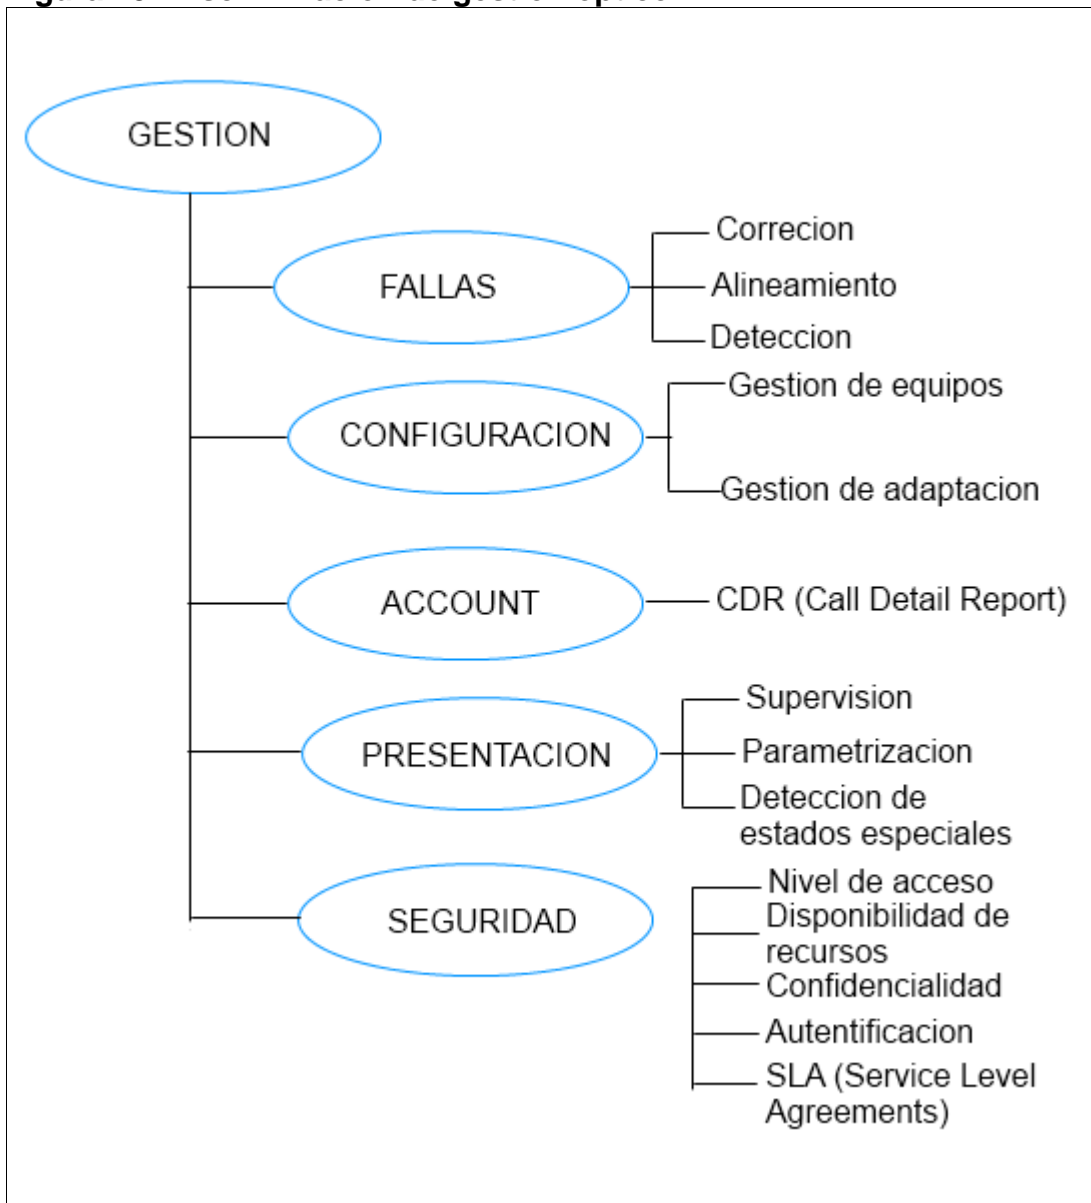 GESTION
FALLAS
Correcion
Alineamiento
Deteccion
CONFIGURACION
Gestion de equipos
Gestion de adaptacion
ACCOUNT
CDR (Call Detail Report)
PRESENTACION
Supervision
Parametrizacion
Deteccion de
estados especiales
SEGURIDAD
Nivel de acceso
Disponibilidad de
recursos
Confidencialidad
Autentificacion
SLA (Service Level
Agreements)